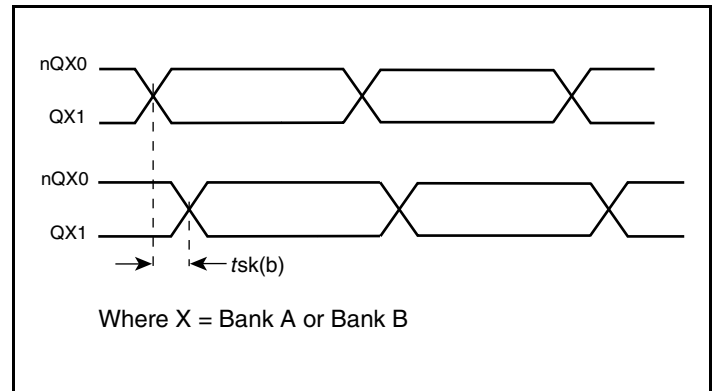 nQX0
QX1
nQX0
QX1
tsk(b)
Where X = Bank A or Bank B